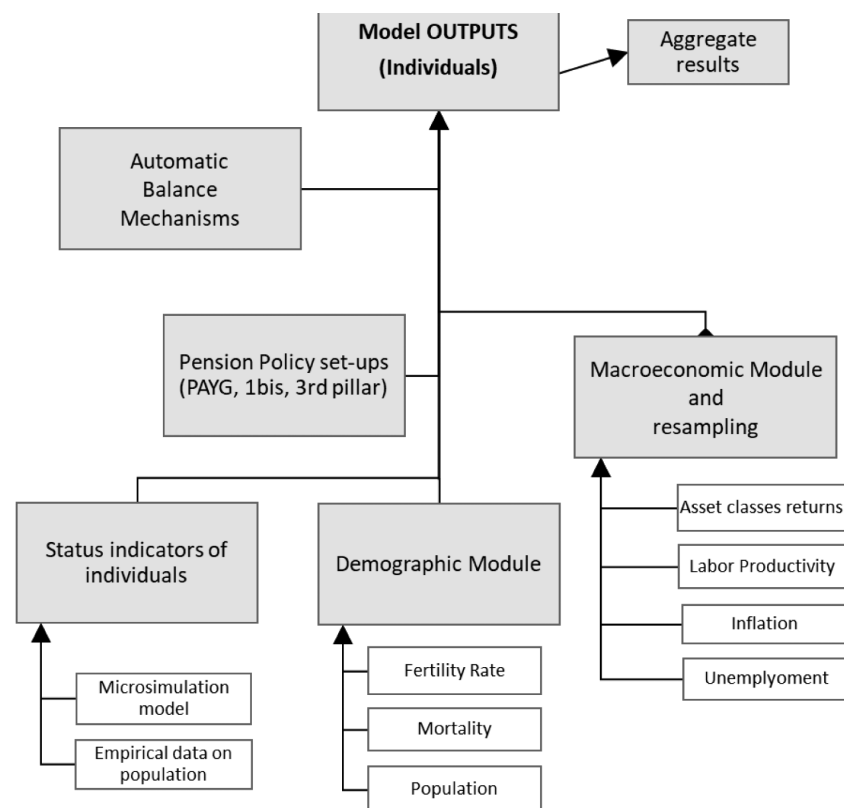 Model OUTPUTS
(Individuals)
Aggregate
results
Automatic
Balance
Mechanisms
Pension Policy set-ups
(PAYG, 1bis, 3rd pillar)
Macroeconomic Module
and
resampling
Status indicators of
individuals
Demographic Module
Asset classes returns
Labor Productivity
Inflation
Unemplyoment
Microsimulation
model
Empirical data on
population
Fertility Rate
Mortality
Population